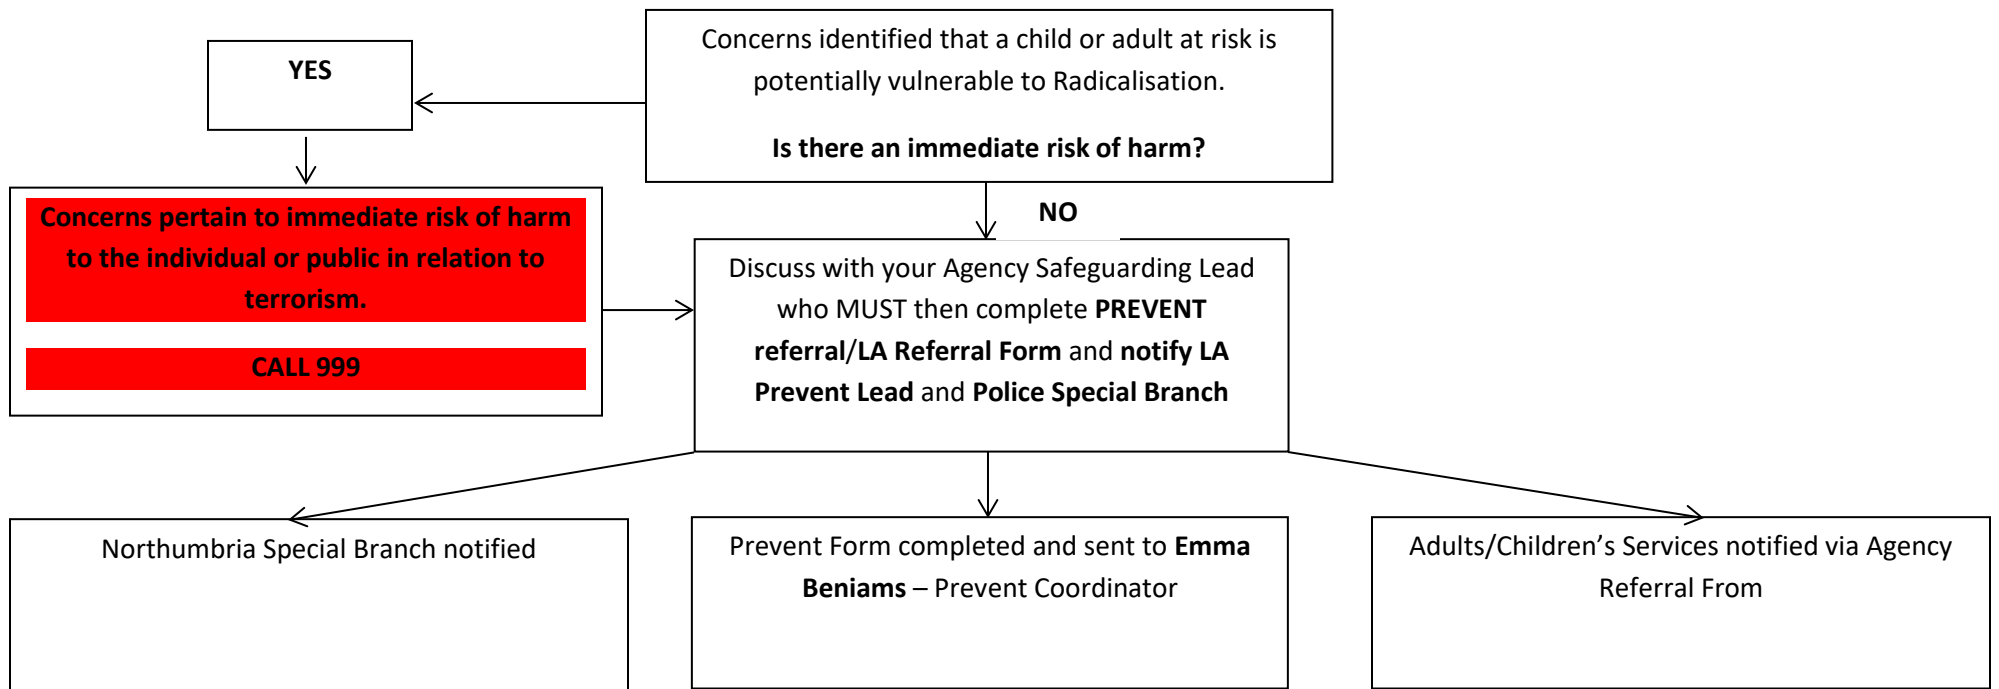 Concerns identified that a child or adult at risk is
potentially vulnerable to Radicalisation.
Is there an immediate risk of harm?
YES
Concerns pertain to immediate risk of harm
to the individual or public in relation to
terrorism.
CALL 999
NO
Discuss with your Agency Safeguarding Lead
who MUST then complete PREVENT
referral/LA Referral Form and notify LA
Prevent Lead and Police Special Branch
Northumbria Special Branch notified
Prevent Form completed and sent to Emma
Beniams – Prevent Coordinator
Adults/Children’s Services notified via Agency
Referral From